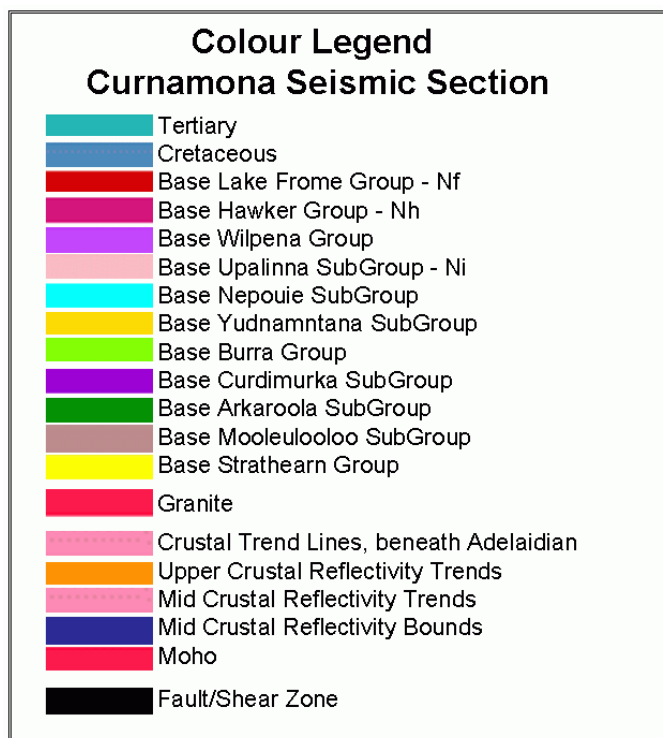 Colour Legend
Curnamona Seismic Section
Tertiary
Cretaceous
Base Lake Frome Group - Nf
Base Hawker Group - Nh
Base Wilpena Group
Base Upalinna SubGroup - Ni
Base Nepouie SubGroup
Base Yudnamntana SubGroup
Base Burra Group
Base Curdimurka SubGroup
Base Arkaroola SubGroup
Base Mooleulooloo SubGroup
Base Strathearn Group
Granite
Crustal Trend Lines, beneath Adelaidian
Upper Crustal Reflectivity Trends
Mid Crustal Reflectivity Trends
Mid Crustal Reflectivity Bounds
Moho
Fault/Shear Zone